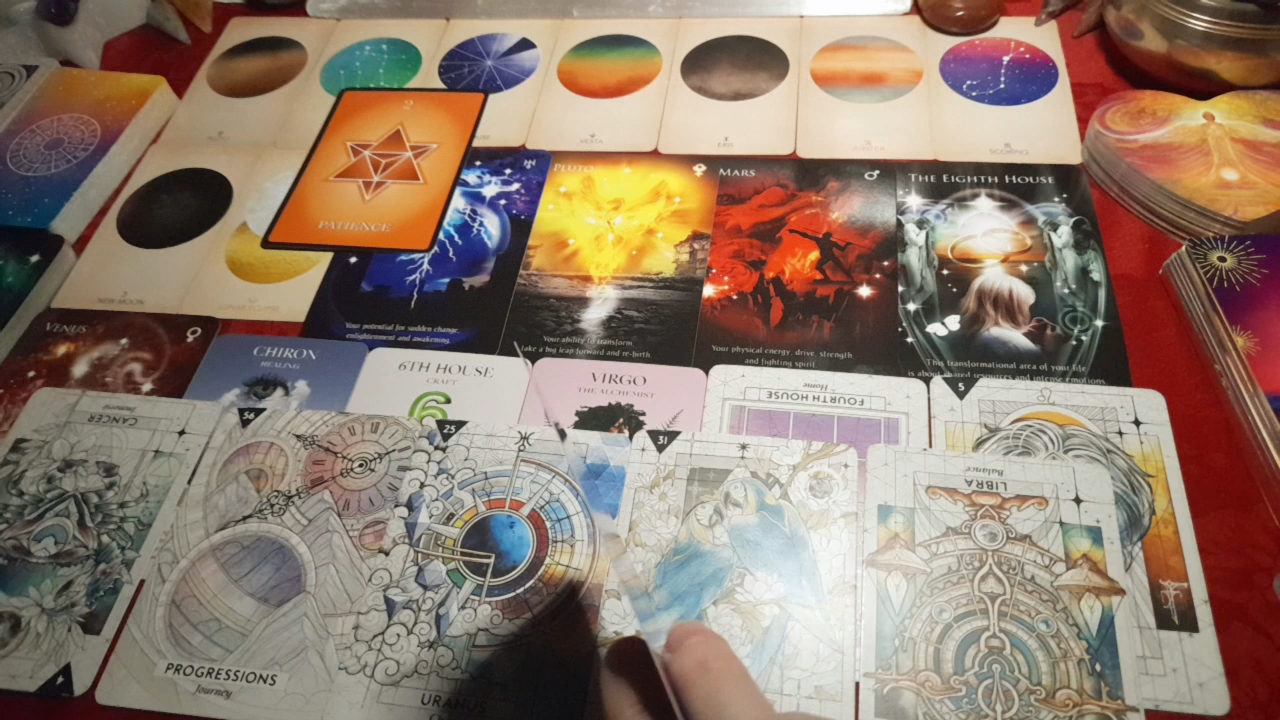 VESTA
ERIS
JUPITER
SCORPIO
2
PATIENCE
PLUTO
MARS
THE EIGHTH HOUSE
NEW MOON
LUNAR ECLIPSE
Your potential for sudden change,
enlightenment and awakening.
Your ability to transform
take a big leap forward and re-birth.
Your physical energy, drive, strength
and fighting spirit
This transformational area of your life
is about shared resources and intense emotions
VENUS
CHIRON
HEALING
6TH HOUSE
CRAFT
6
VIRGO
THE ALCHEMIST
FOURTH HOUSE
Home
5
CANCER
56
25
31
LIBRA
Balance
PROGRESSIONS
Journey
URANUS